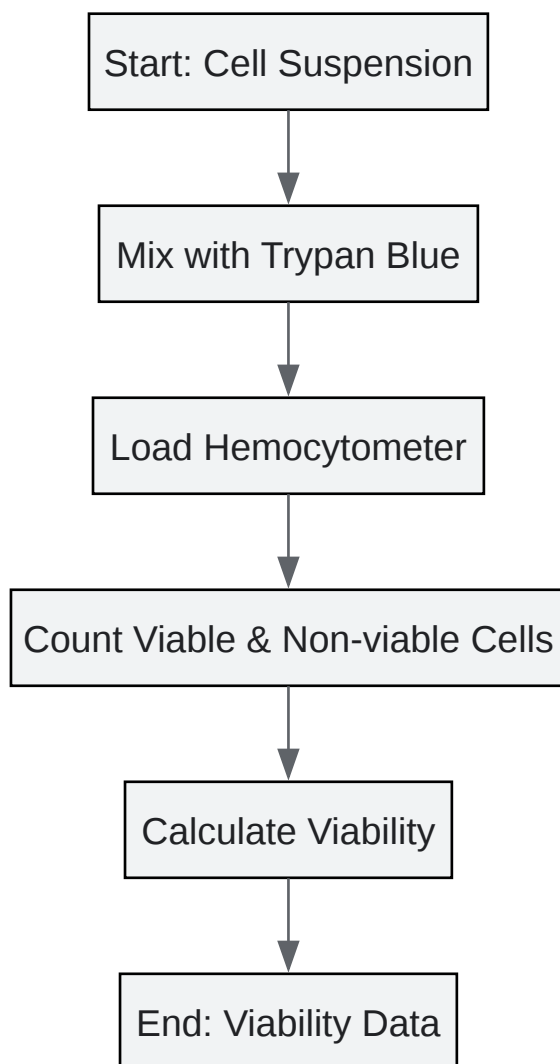 Start: Cell Suspension
Mix with Trypan Blue
Load Hemocytometer
Count Viable & Non-viable Cells
Calculate Viability
End: Viability Data